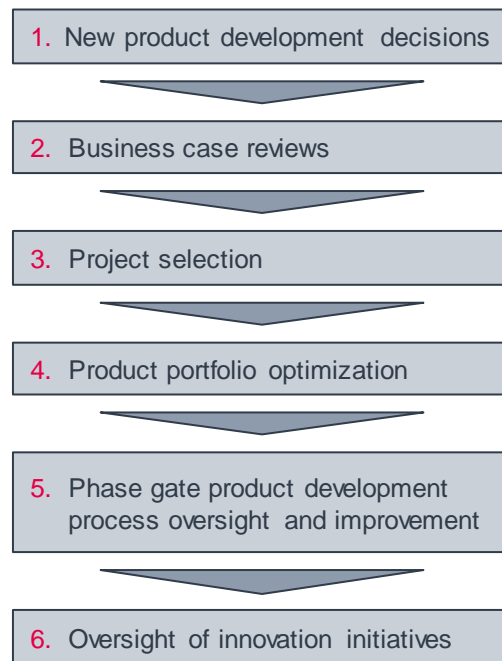 1. New product development decisions
2. Business case reviews
3. Project selection
4. Product portfolio optimization
5. Phase gate product development
process oversight and improvement
6. Oversight of innovation initiatives